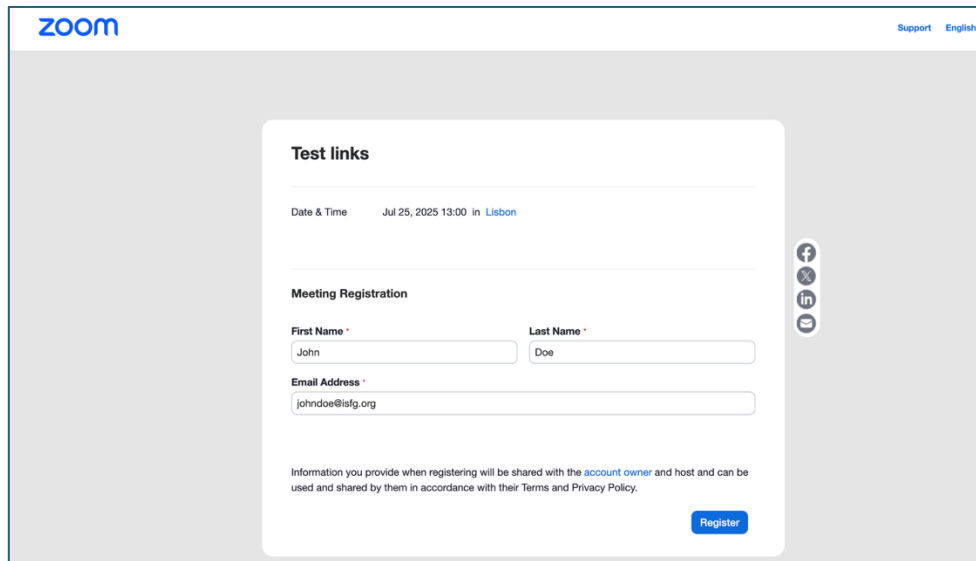 zoom
Support English
Test links
Date & Time Jul 25, 2025 13:00 in Lisbon
Meeting Registration
First Name * Last Name *
John Doe
Email Address *
johndoe@isfg.org
Information you provide when registering will be shared with the account owner and host and can be
used and shared by them in accordance with their Terms and Privacy Policy.
Register